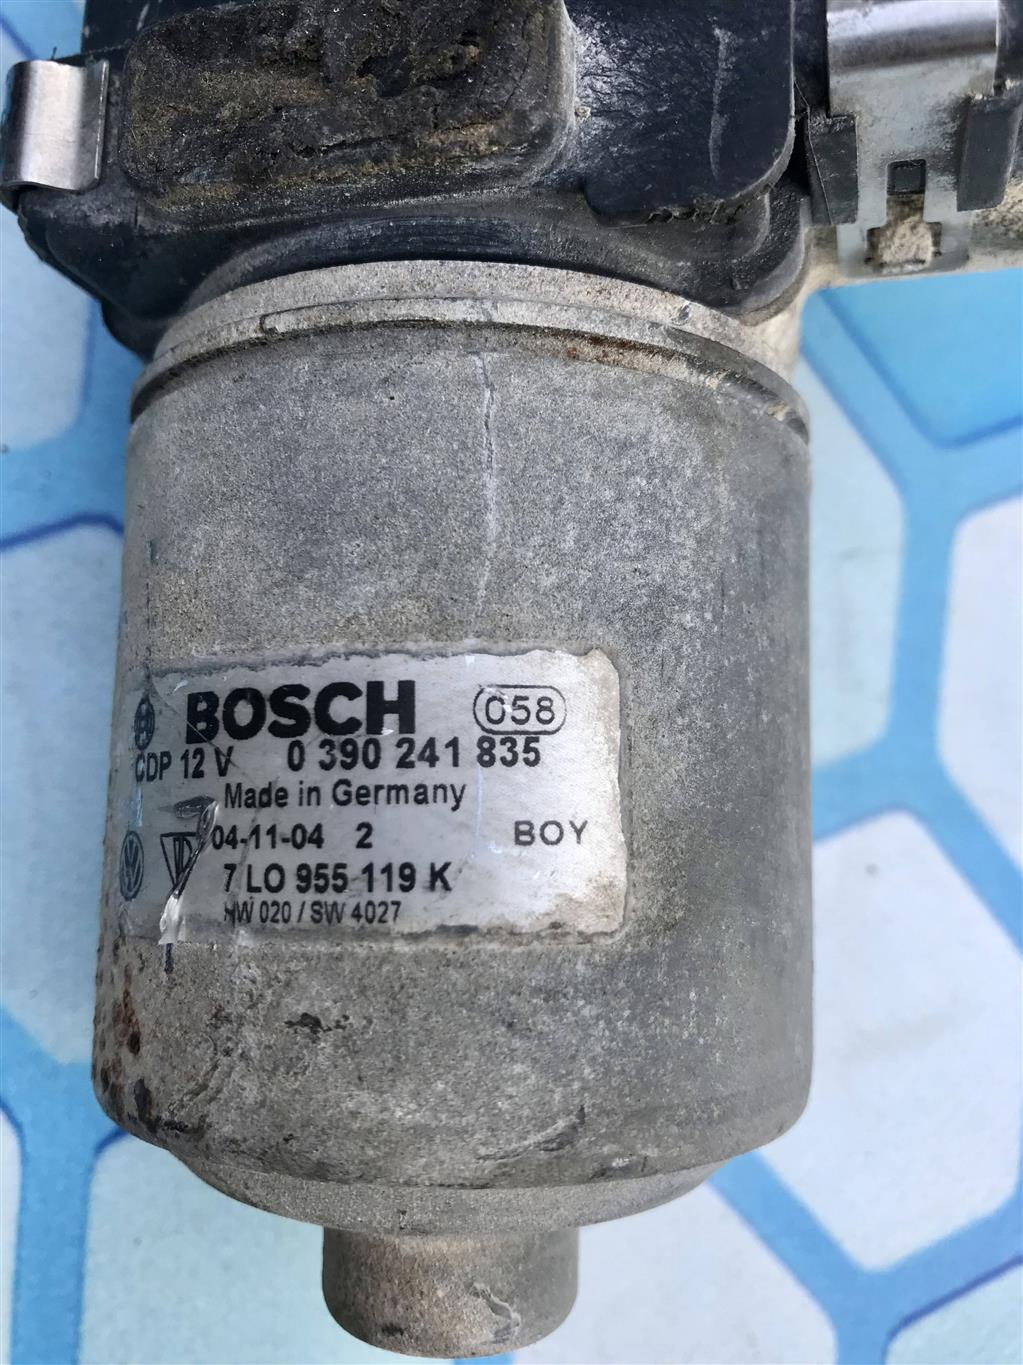 BOSCH 058
CDP 12 V 0 390 241 835
Made in Germany
04-11-04 2 BOY
7 L0 955 119 K
HW 020 / SW 4027